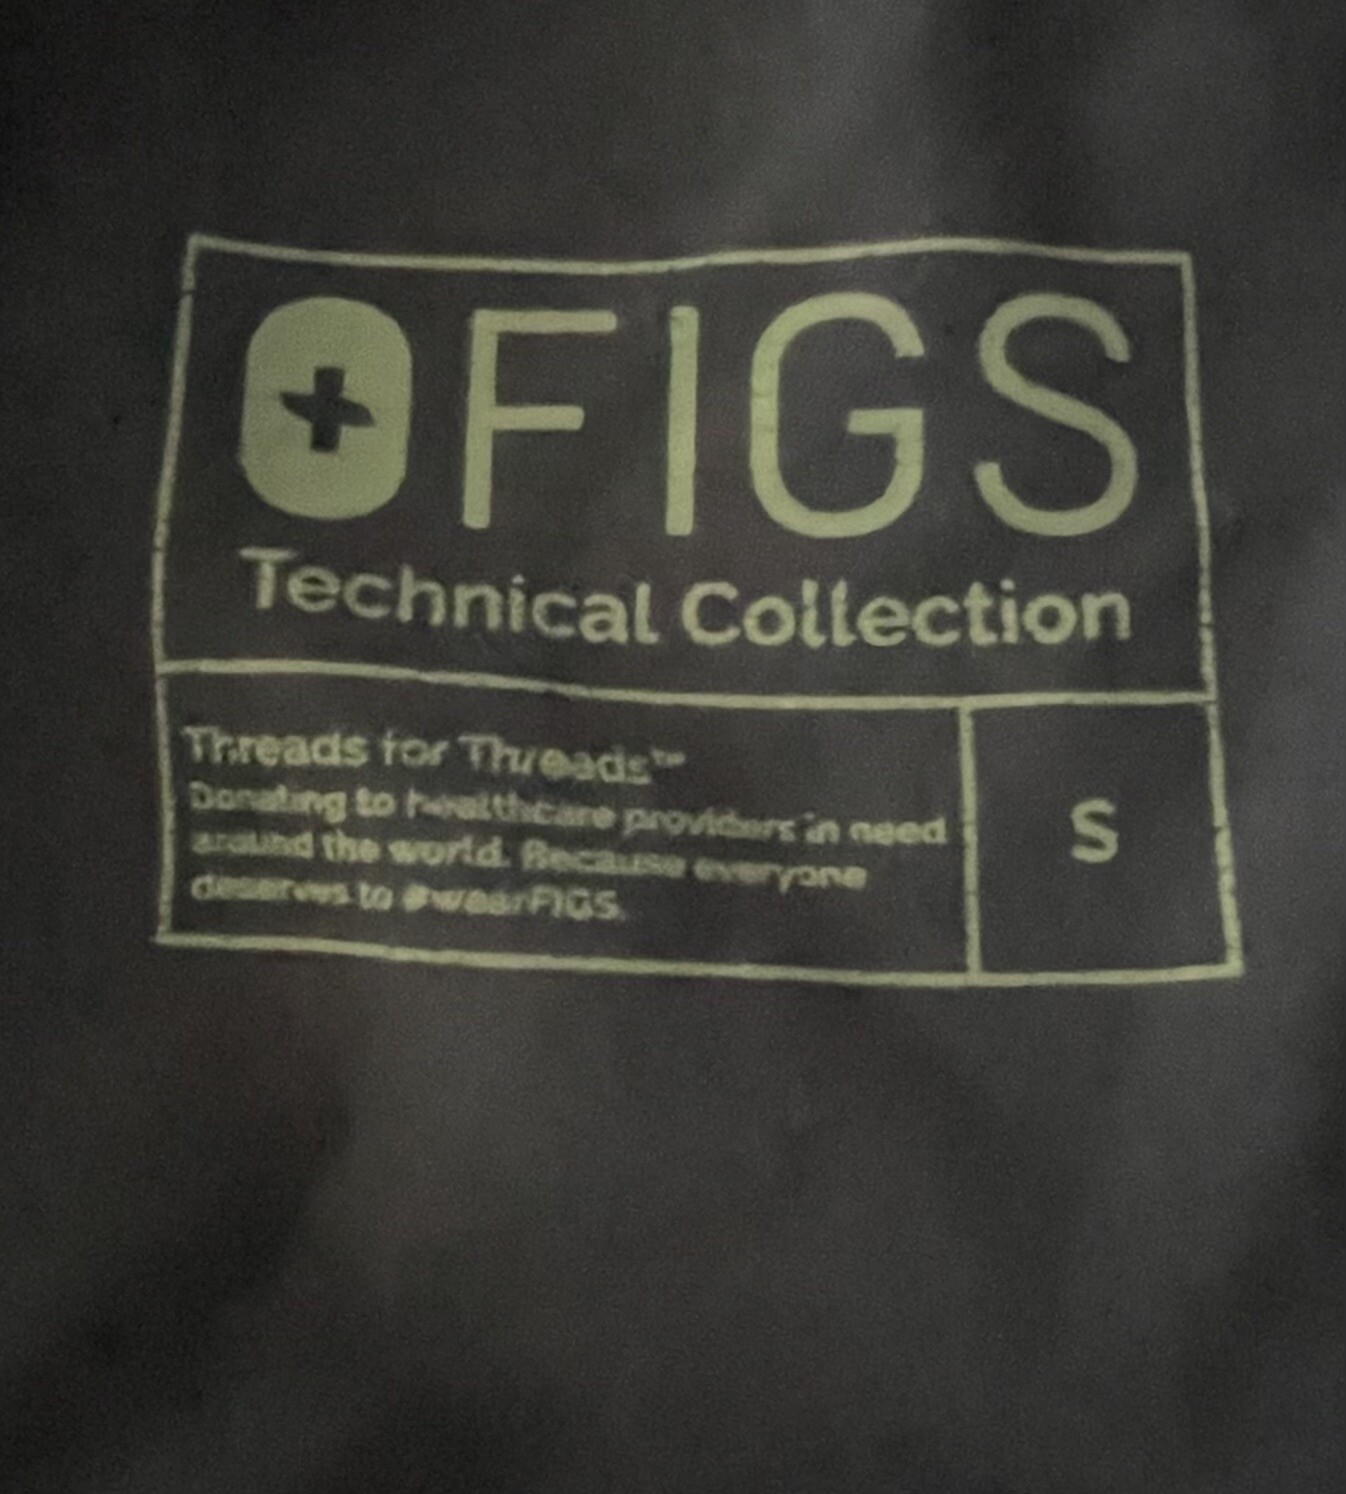 FIGS
Technical Collection
Threads for Threads™
Donating to healthcare providers in need
around the world. Because everyone
deserves to #wearFIGS.
S